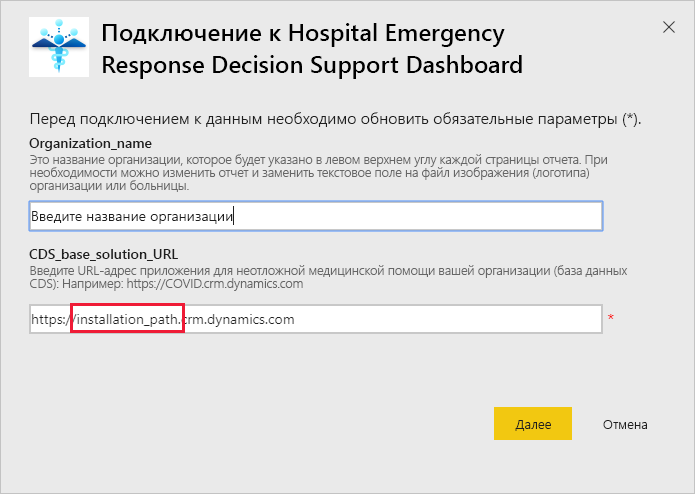 Подключение к Hospital Emergency
Response Decision Support Dashboard
Перед подключением к данным необходимо обновить обязательные параметры (*).
Organization_name
Это название организации, которое будет указано в левом верхнем углу каждой страницы отчета. При
необходимости можно изменить отчет и заменить текстовое поле на файл изображения (логотипа)
организации или больницы.
Введите название организации
CDS_base_solution_URL
Введите URL-адрес приложения для неотложной медицинской помощи вашей организации (база данных
CDS): Например: https://COVID.crm.dynamics.com
https://installation_path.crm.dynamics.com *
Далее Отмена